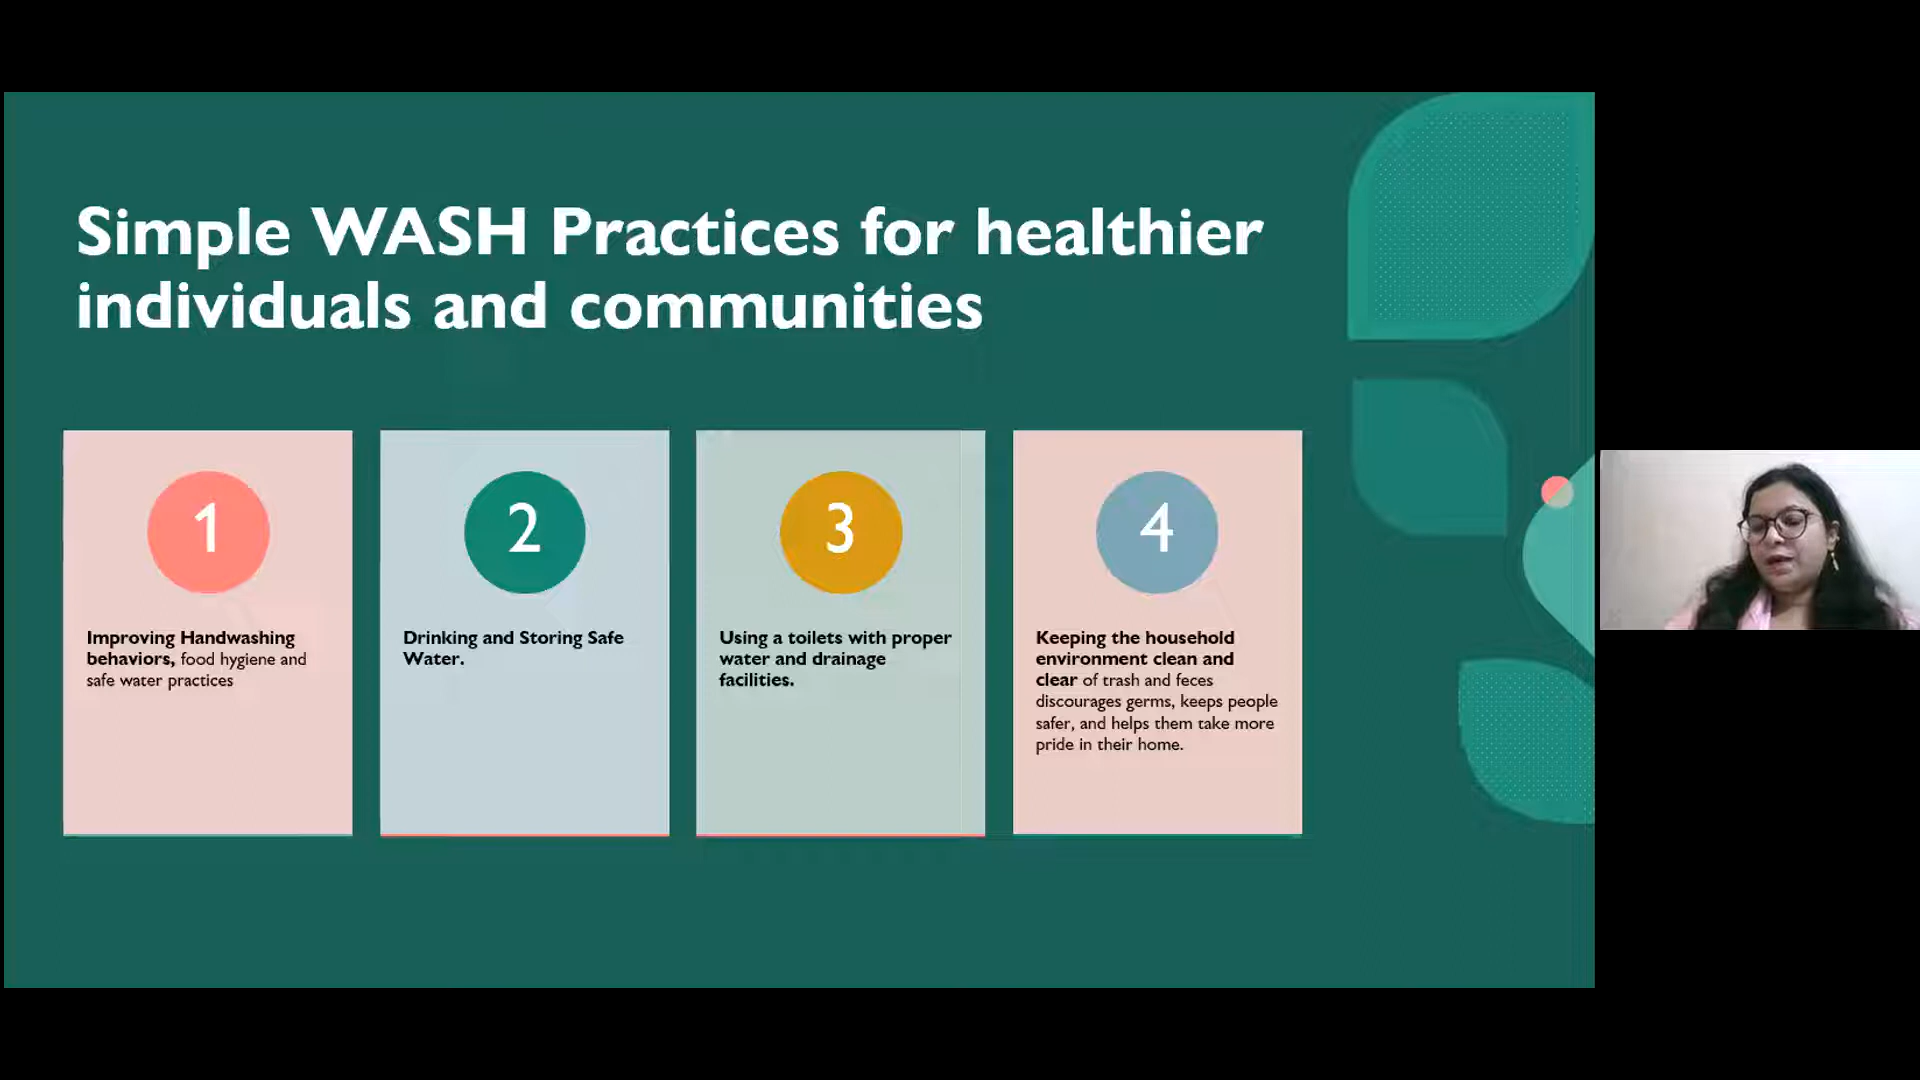 Simple WASH Practices for healthier
individuals and communities
1
Improving Handwashing
behaviors, food hygiene and
safe water practices
2
Drinking and Storing Safe
Water.
3
Using a toilets with proper
water and drainage
facilities.
4
Keeping the household
environment clean and
clear of trash and feces
discourages germs, keeps people
safer, and helps them take more
pride in their home.